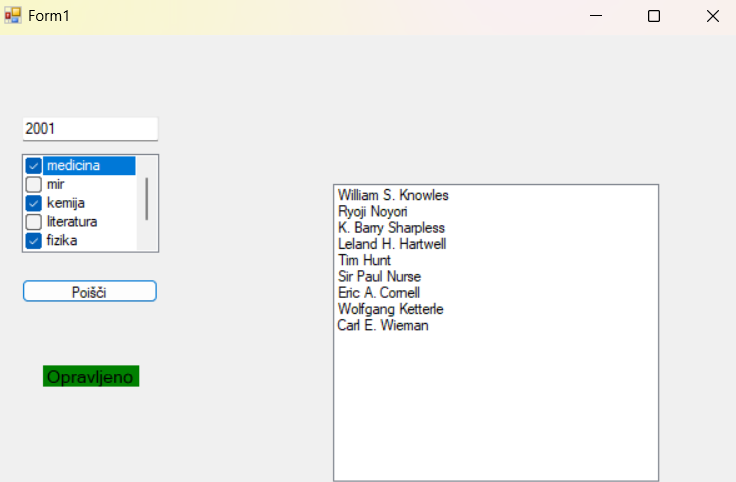 Form1
2001
medicina
mir
kemija
literatura
fizika
Poišči
Opravljeno
William S. Knowles
Ryoji Noyori
K. Barry Sharpless
Leland H. Hartwell
Tim Hunt
Sir Paul Nurse
Eric A. Cornell
Wolfgang Ketterle
Carl E. Wieman